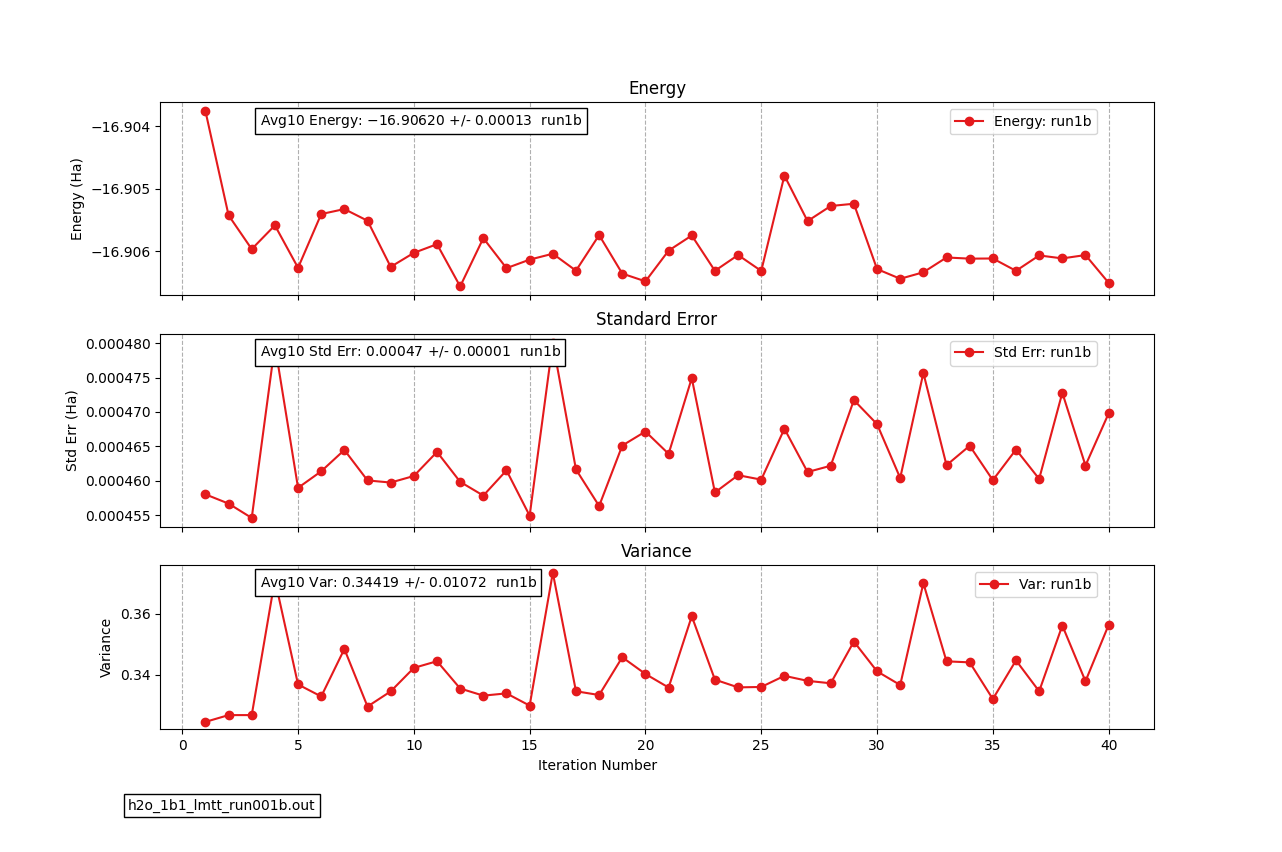 Energy
Avg10 Energy: −16.90620 +/- 0.00013  run1b
Energy: run1b
−16.904
−16.905
−16.906
Energy (Ha)
Standard Error
Avg10 Std Err: 0.00047 +/- 0.00001  run1b
Std Err: run1b
0.000480
0.000475
0.000470
0.000465
0.000460
0.000455
Std Err (Ha)
Variance
Avg10 Var: 0.34419 +/- 0.01072  run1b
Var: run1b
0.36
0.34
Variance
0 5 10 15 20 25 30 35 40
Iteration Number
h2o_1b1_lmtt_run001b.out